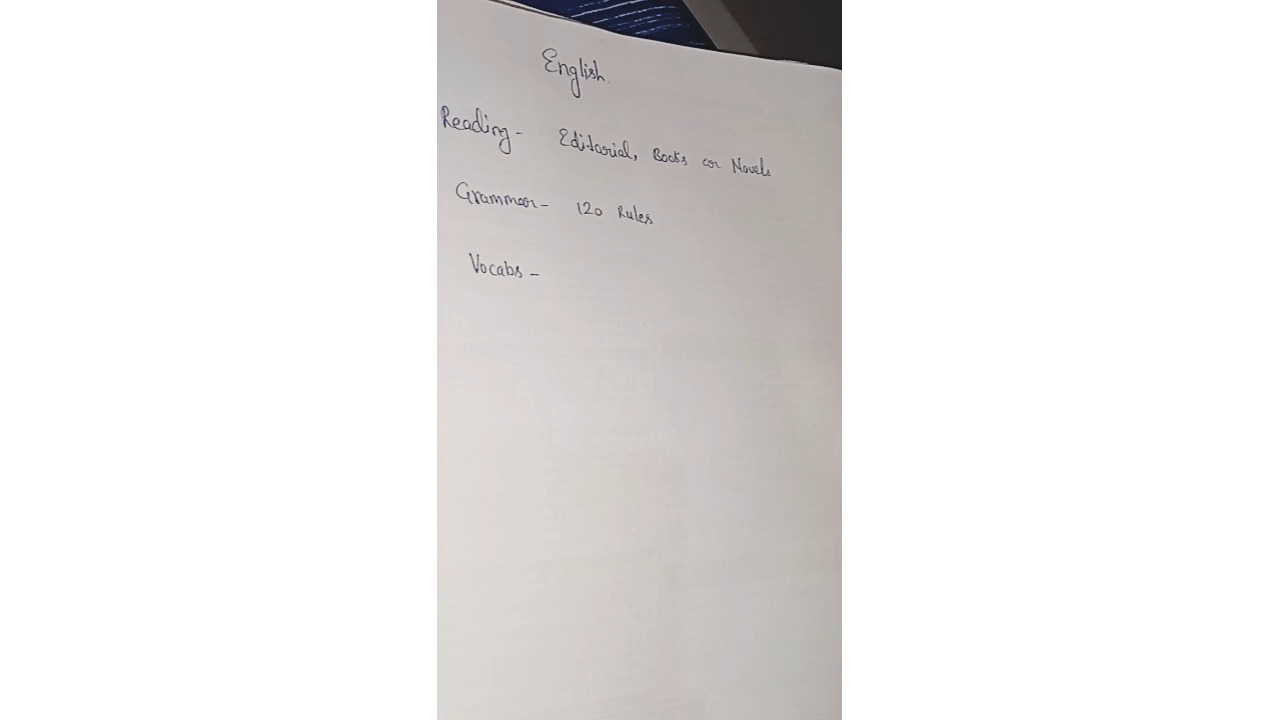 English
Reading - Editorial, Books or Novels
Grammar - 120 Rules
Vocabs -